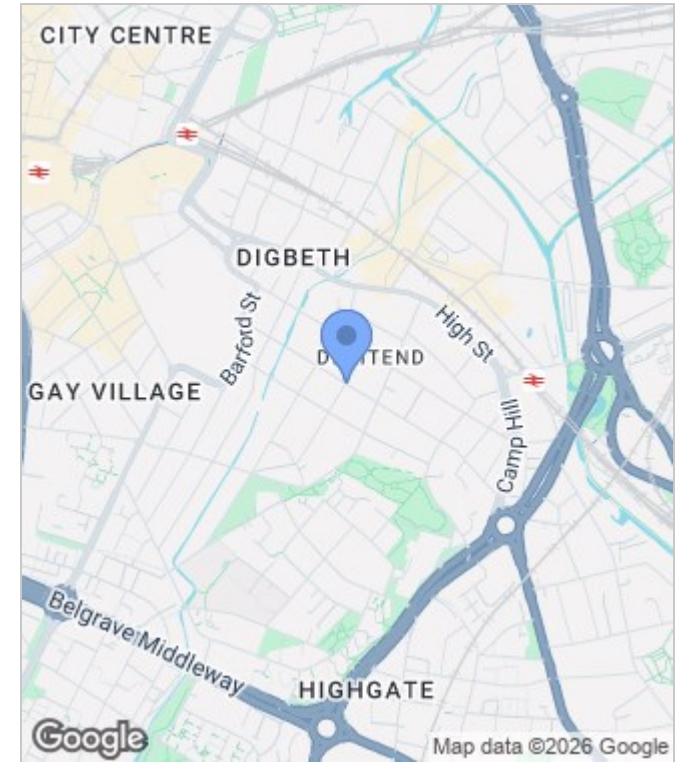 CITY CENTRE
DIGBETH
Barford St
High St
GAY VILLAGE
Camp Hill
Belgrave Middleway
HIGHGATE
Google
Map data ©2026 Google